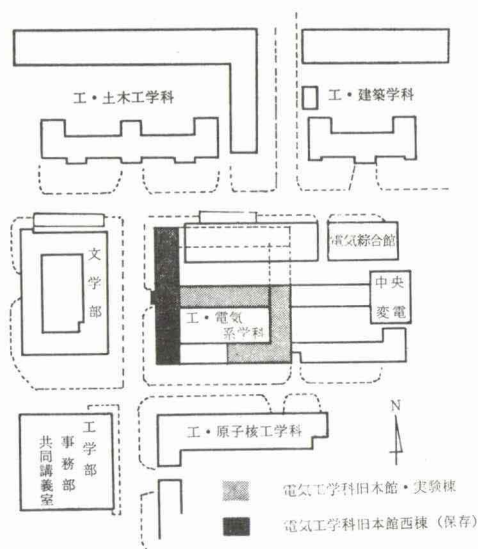 工・土木工学科
工・建築学科
文学部
電気綜合館
中央
変電
工・電気
系学科
工学部
事務部
共同講義室
工・原子核工学科
N
電気工学科旧本館・実験棟
電気工学科旧本館西棟（保存）